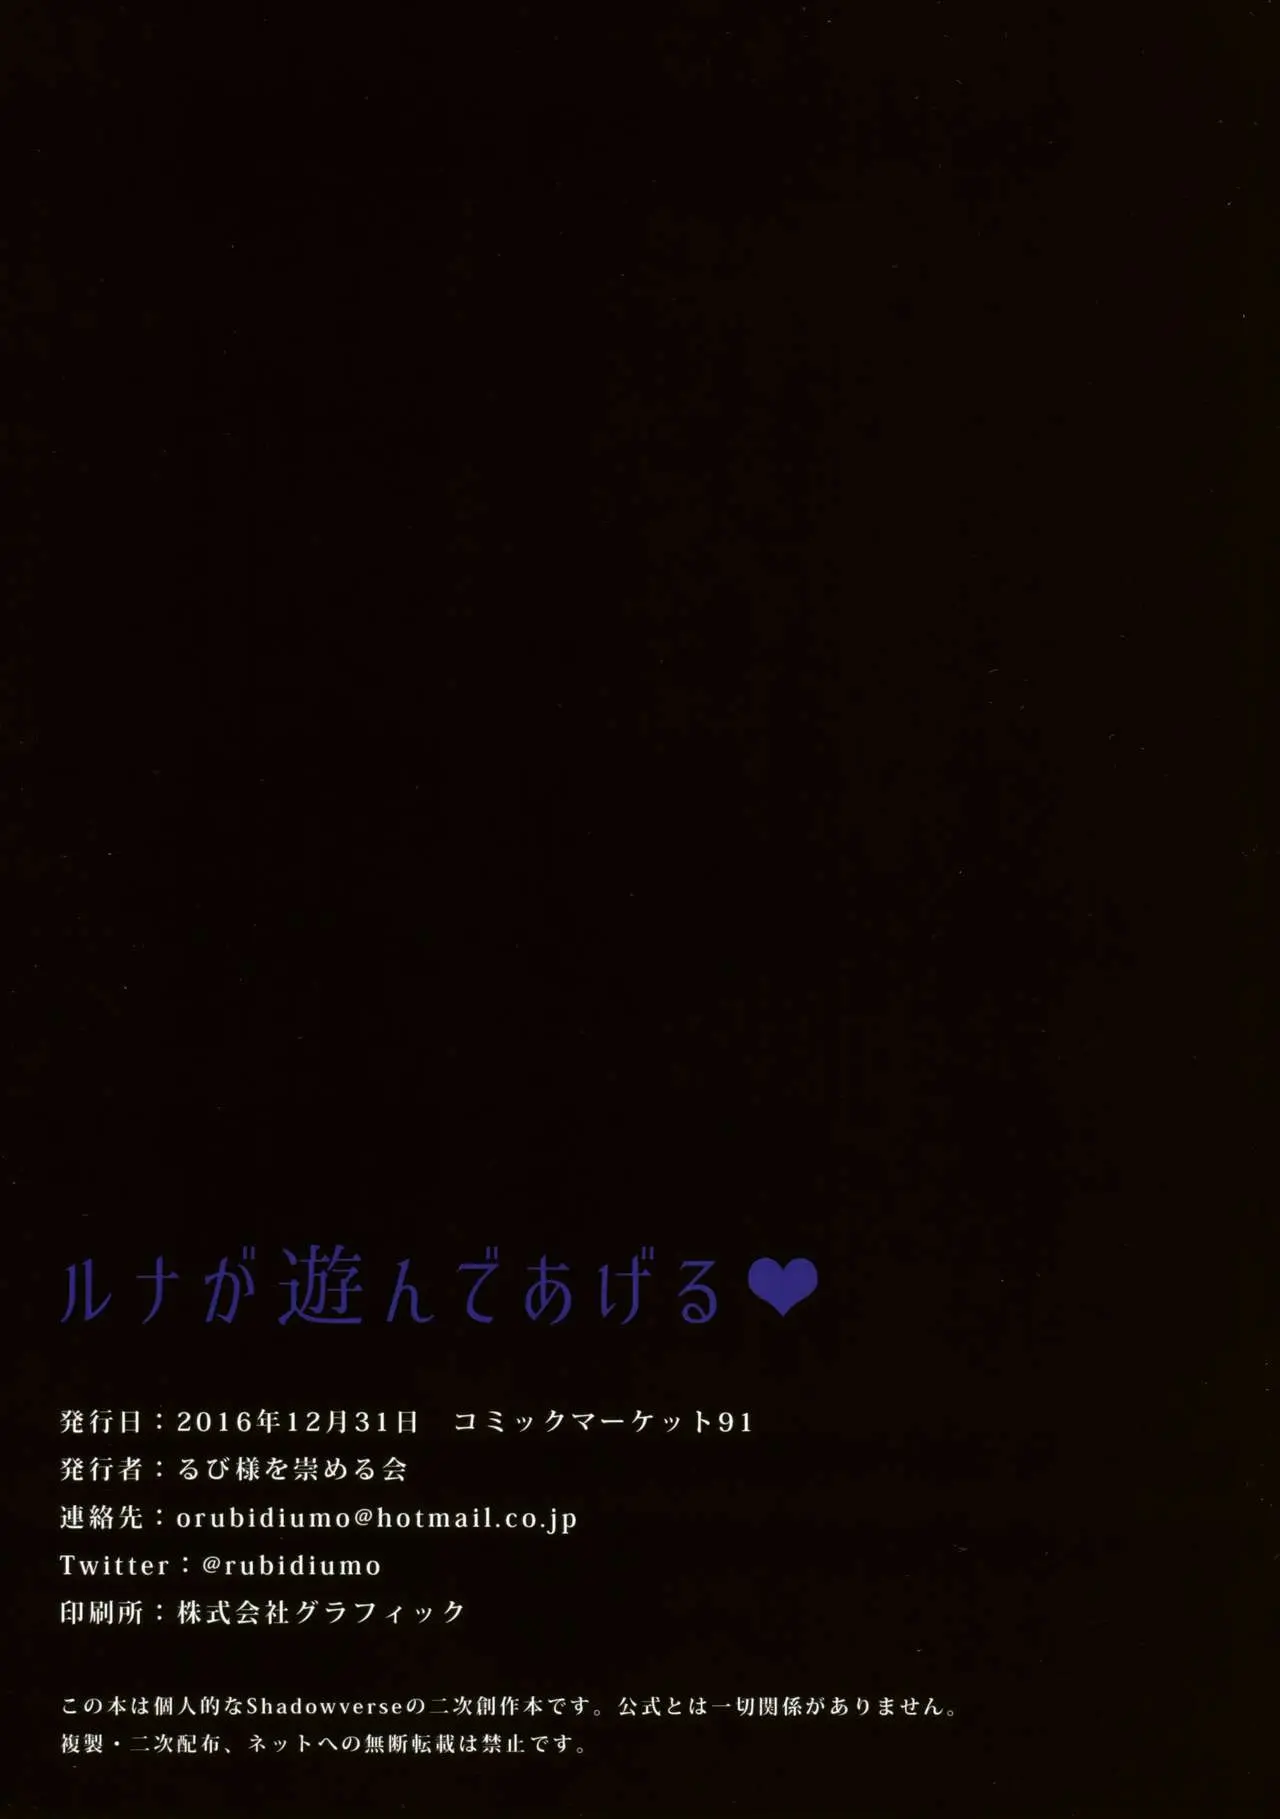 ルナが遊んであげる♥
発行日：2016年12月31日　コミックマーケット91
発行者：るび様を崇める会
連絡先：orubidiumo@hotmail.co.jp
Twitter：@rubidiumo
印刷所：株式会社グラフィック
この本は個人的なShadowverseの二次創作本です。公式とは一切関係がありません。
複製・二次配布、ネットへの無断転載は禁止です。